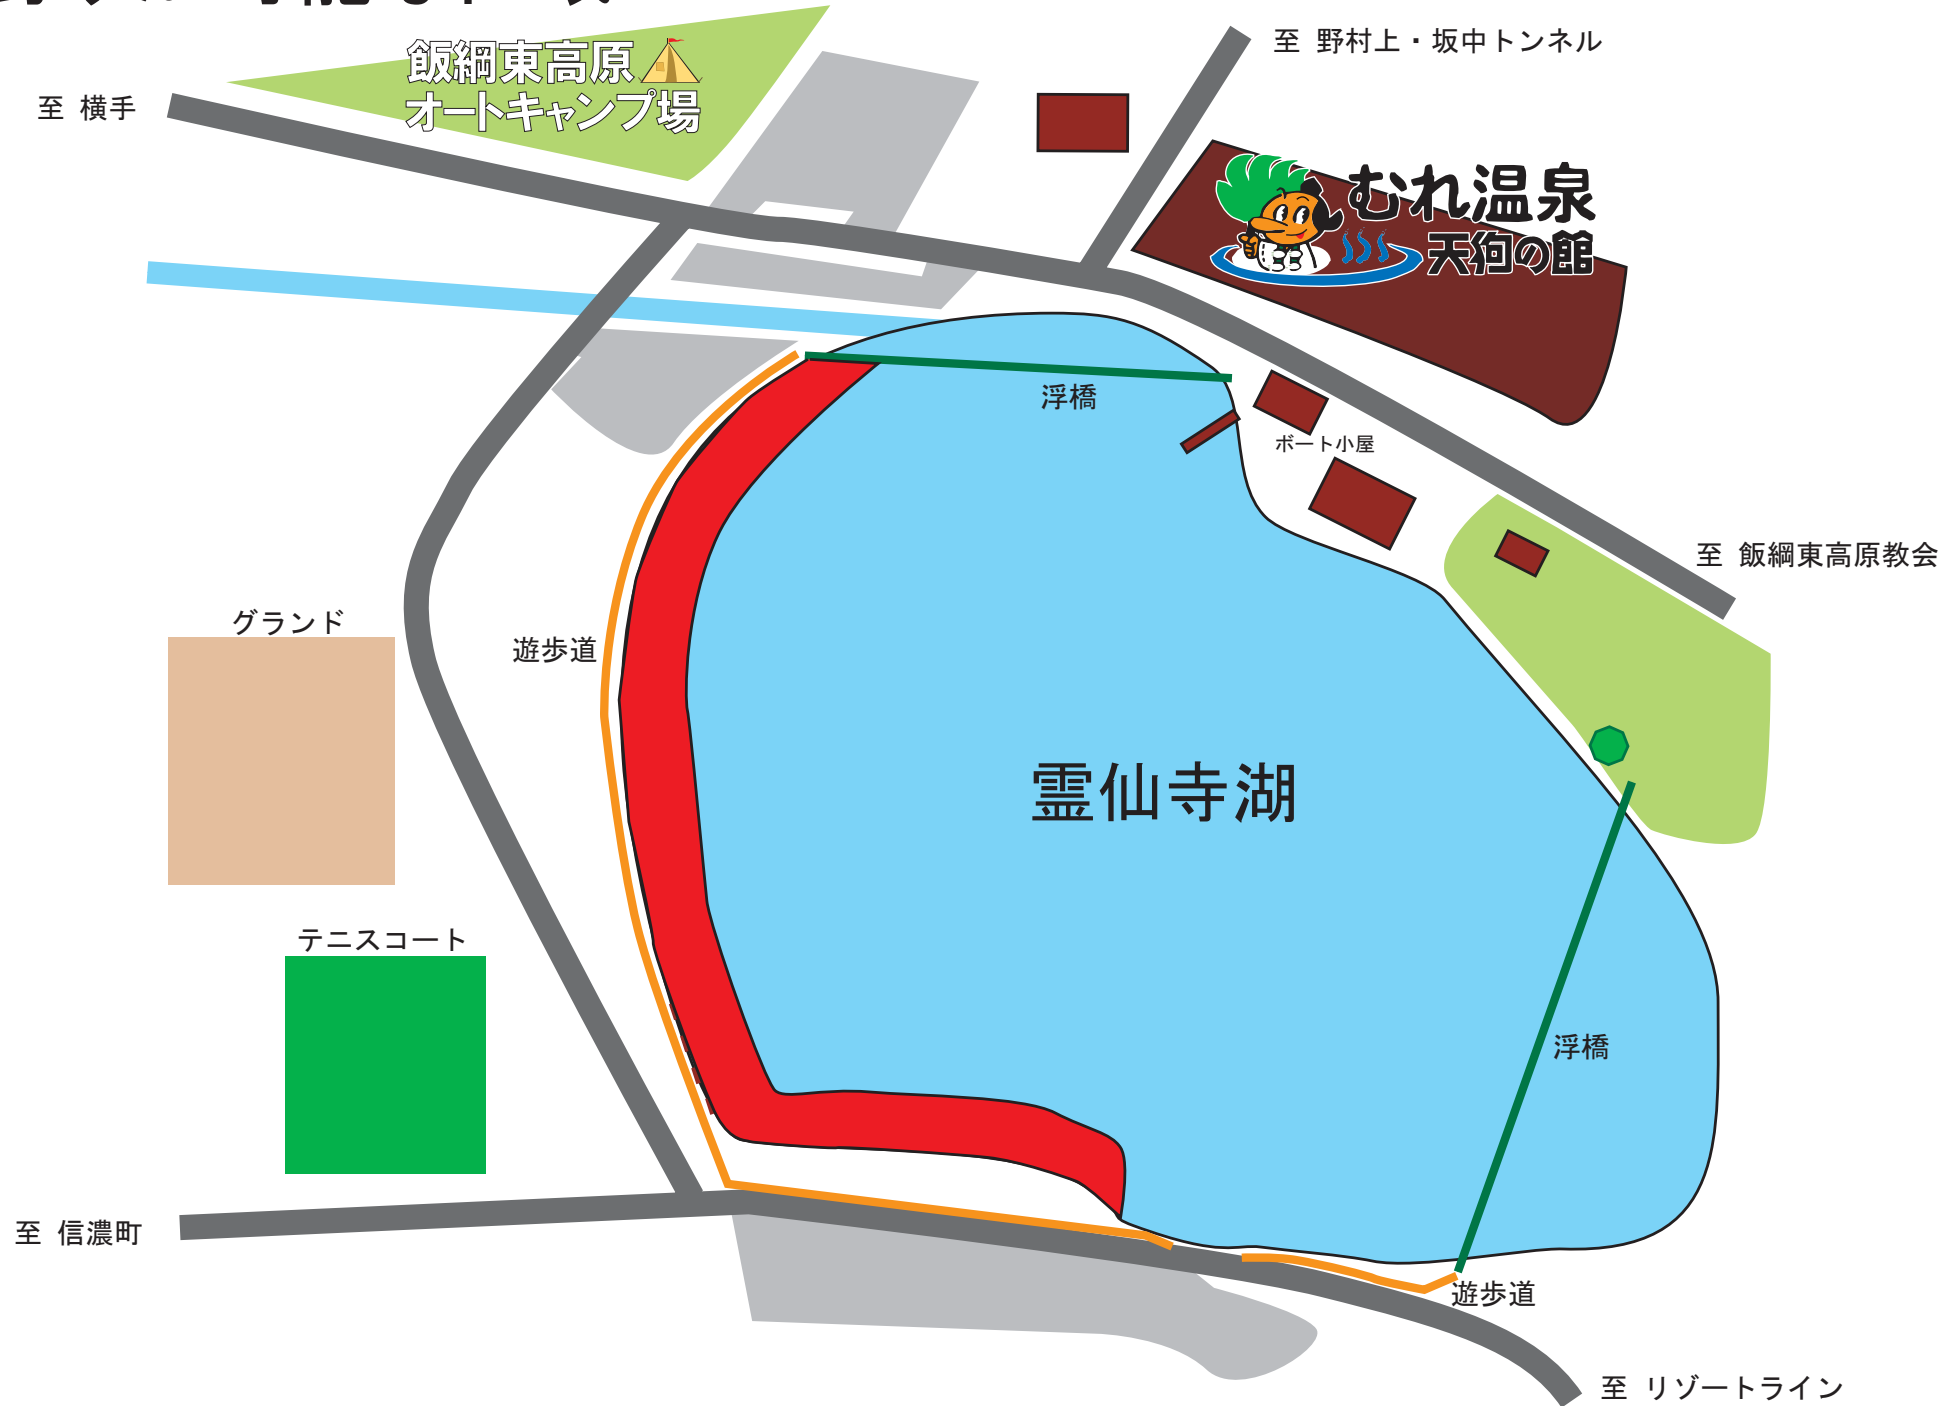 飯綱東高原
オートキャンプ場
至 横手
至 野村上・坂中トンネル
むれ温泉
天狗の館
浮橋
ボート小屋
至 飯綱東高原教会
グランド
遊歩道
霊仙寺湖
テニスコート
浮橋
至 信濃町
遊歩道
至 リゾートライン